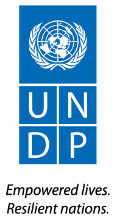 U N
D P
Empowered lives.
Resilient nations.